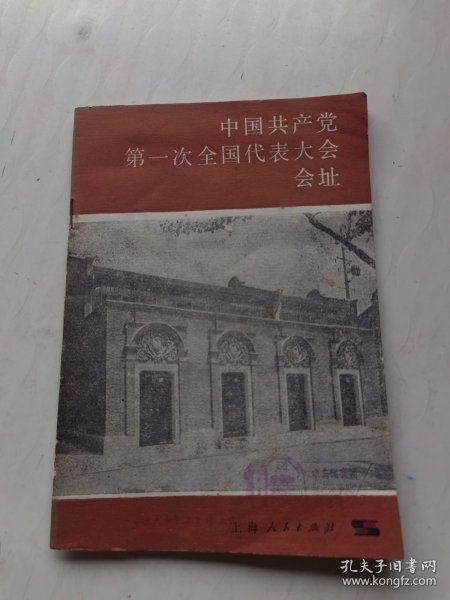 中国共产党
第一次全国代表大会
会址
上海人民出版社
孔夫子旧书网
www.kongfz.com